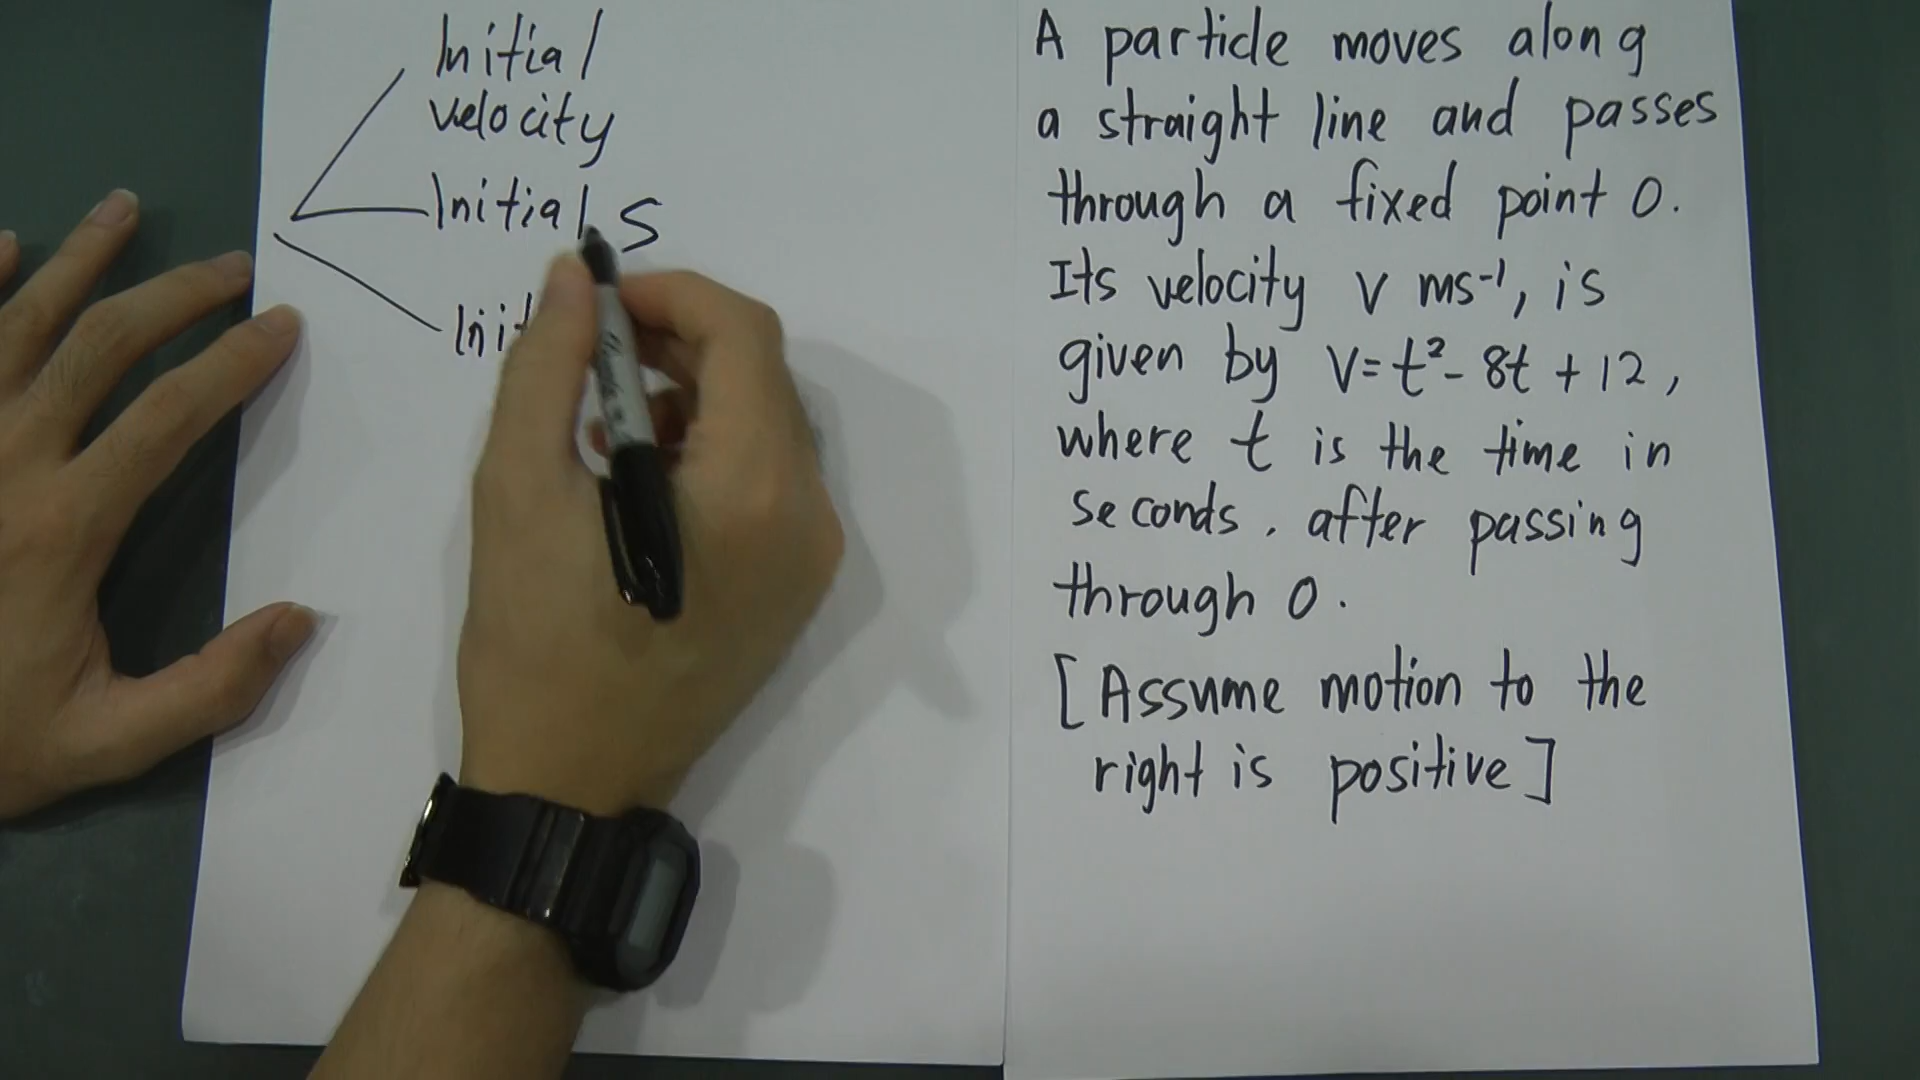 Initial
velocity
Initial S
A particle moves along
a straight line and passes
through a fixed point O.
Its velocity v ms⁻¹, is
given by v=t²-8t+12,
where t is the time in
seconds, after passing
through O.
[Assume motion to the
right is positive]